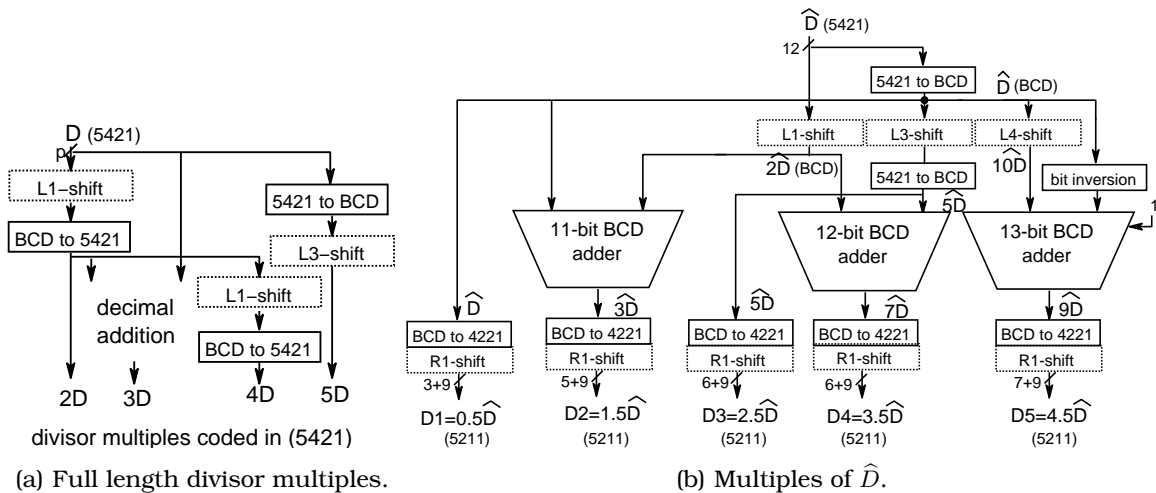 D (5421)
p
L1−shift
BCD to 5421
5421 to BCD
L3−shift
L1−shift
BCD to 5421
decimal
addition
2D
3D
4D
5D
divisor multiples coded in (5421)
(a) Full length divisor multiples.
D̂ (5421)
12
5421 to BCD
D̂ (BCD)
L1-shift
L3-shift
L4-shift
2D̂ (BCD)
5421 to BCD
10D̂
bit inversion
5D̂
1
11-bit BCD
adder
12-bit BCD
adder
13-bit BCD
adder
D̂
3D̂
5D̂
7D̂
9D̂
BCD to 4221
BCD to 4221
BCD to 4221
BCD to 4221
BCD to 4221
R1-shift
R1-shift
R1-shift
R1-shift
R1-shift
3+9
5+9
6+9
6+9
7+9
D1=0.5D̂
D2=1.5D̂
D3=2.5D̂
D4=3.5D̂
D5=4.5D̂
(5211)
(5211)
(5211)
(5211)
(5211)
(b) Multiples of D̂.